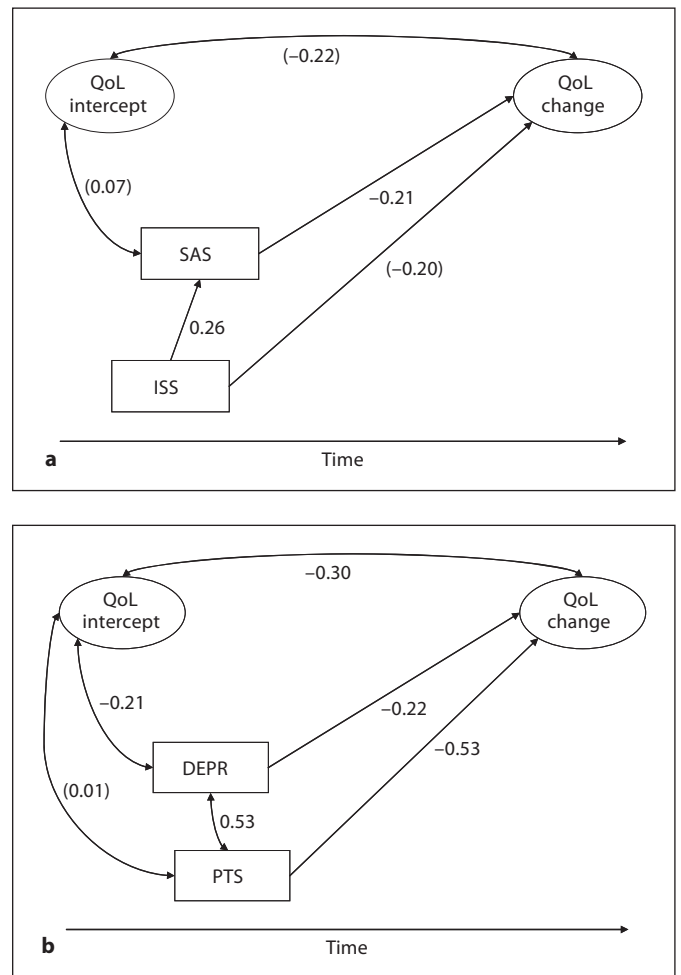 (–0.22)
QoL
intercept
QoL
change
(0.07)
–0.21
SAS
(–0.20)
0.26
ISS
a
Time
–0.30
QoL
intercept
QoL
change
–0.21
–0.22
–0.53
DEPR
(0.01)
0.53
PTS
b
Time